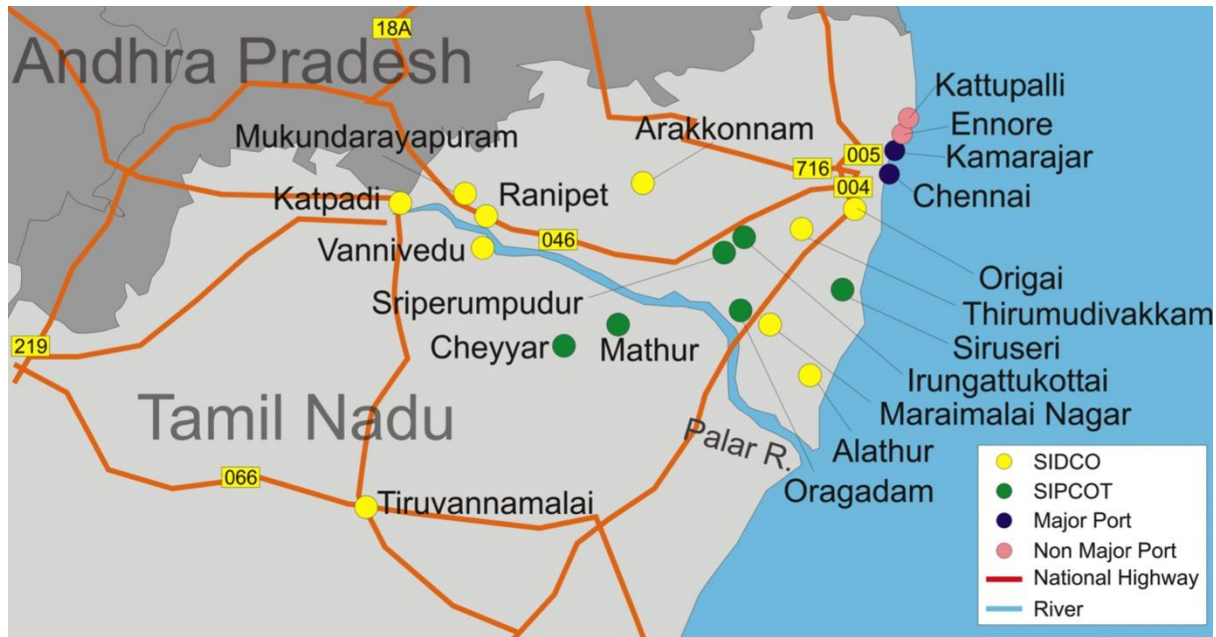 18A
Andhra Pradesh
Kattupalli
Mukundarayapuram
Arakkonnam
Ennore
005
Kamarajar
716
Katpadi
Ranipet
004
Chennai
Vannivedu
046
Origai
Sriperumpudur
Thirumudivakkam
219
Cheyyar
Mathur
Siruseri
Irungattukottai
Tamil Nadu
Maraimalai Nagar
Palar R.
Alathur
066
Oragadam
Tiruvannamalai
SIDCO
SIPCOT
Major Port
Non Major Port
National Highway
River